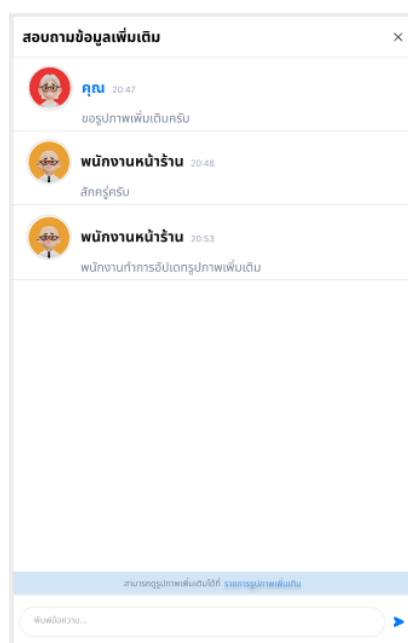 สอบถามข้อมูลเพิ่มเติม
คุณ 20:47
ขอรูปภาพเพิ่มเติมครับ
พนักงานหน้าร้าน 20:48
สักครู่ครับ
พนักงานหน้าร้าน 20:53
พนักงานทำการอัปเดทรูปภาพเพิ่มเติม
สามารถดูรูปภาพเพิ่มเติมได้ที่ รายการรูปภาพเพิ่มเติม
พิมพ์ข้อความ...